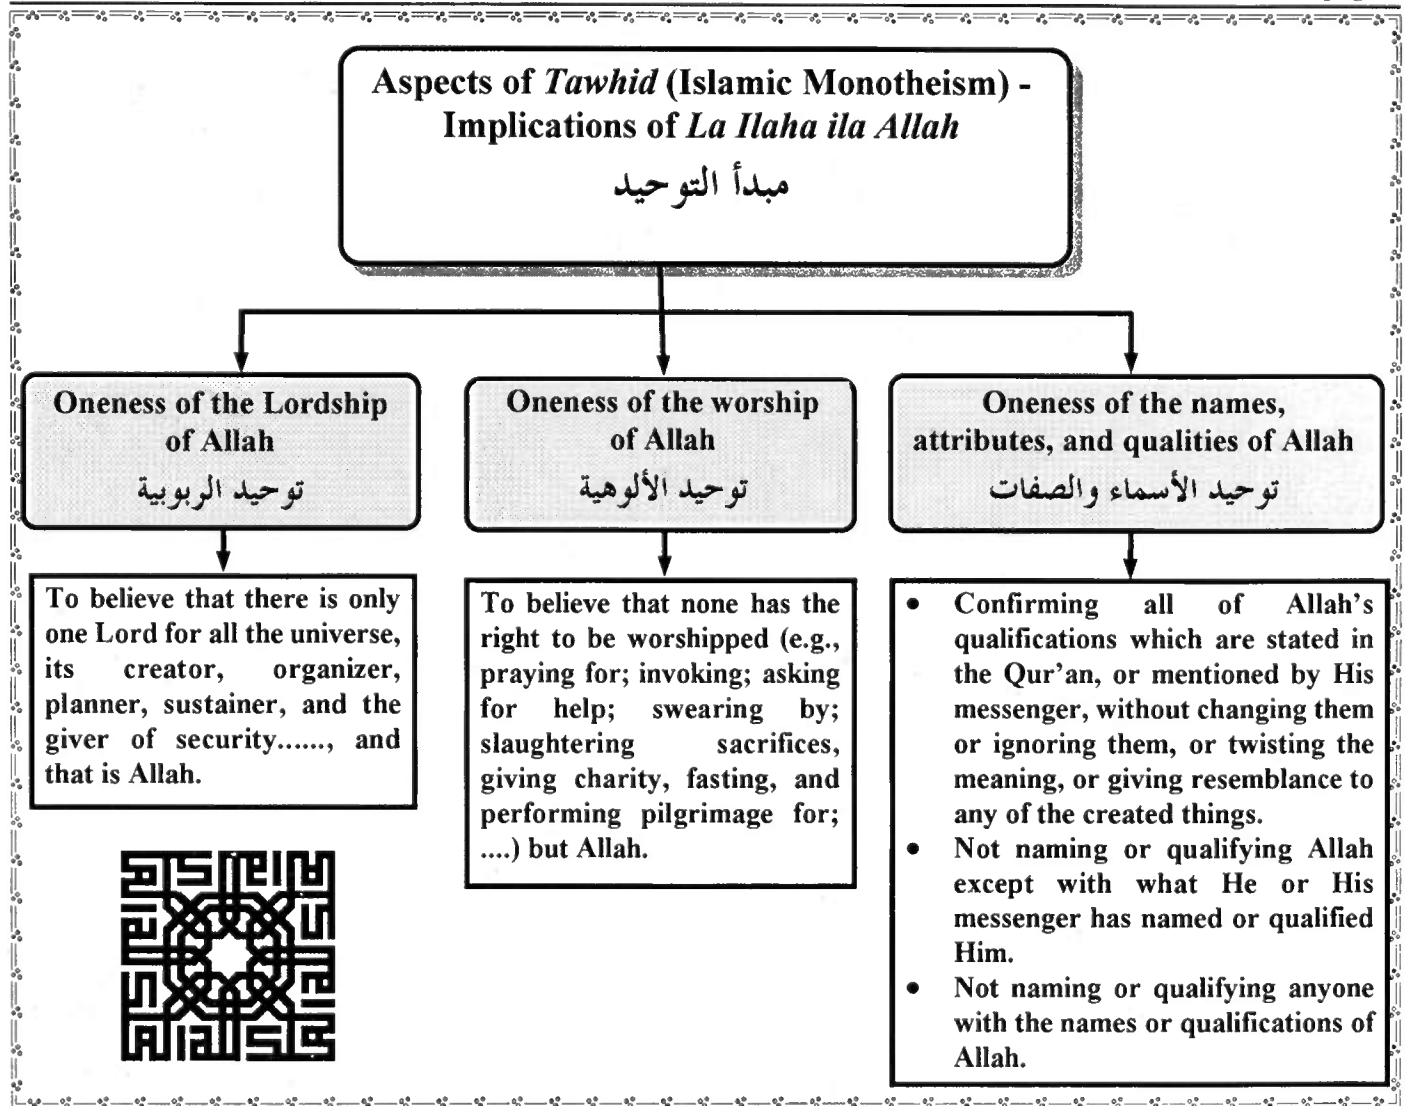 Aspects of Tawhid (Islamic Monotheism) -
Implications of La Ilaha ila Allah
مبدأ التوحيد
Oneness of the Lordship
of Allah
توحيد الربوبية
To believe that there is only
one Lord for all the universe,
its creator, organizer,
planner, sustainer, and the
giver of security......, and
that is Allah.
Oneness of the worship
of Allah
توحيد الألوهية
To believe that none has the
right to be worshipped (e.g.,
praying for; invoking; asking
for help; swearing by;
slaughtering sacrifices,
giving charity, fasting, and
performing pilgrimage for;
....) but Allah.
Oneness of the names,
attributes, and qualities of Allah
توحيد الأسماء والصفات
• Confirming all of Allah's
qualifications which are stated in
the Qur'an, or mentioned by His
messenger, without changing them
or ignoring them, or twisting the
meaning, or giving resemblance to
any of the created things.
• Not naming or qualifying Allah
except with what He or His
messenger has named or qualified
Him.
• Not naming or qualifying anyone
with the names or qualifications of
Allah.